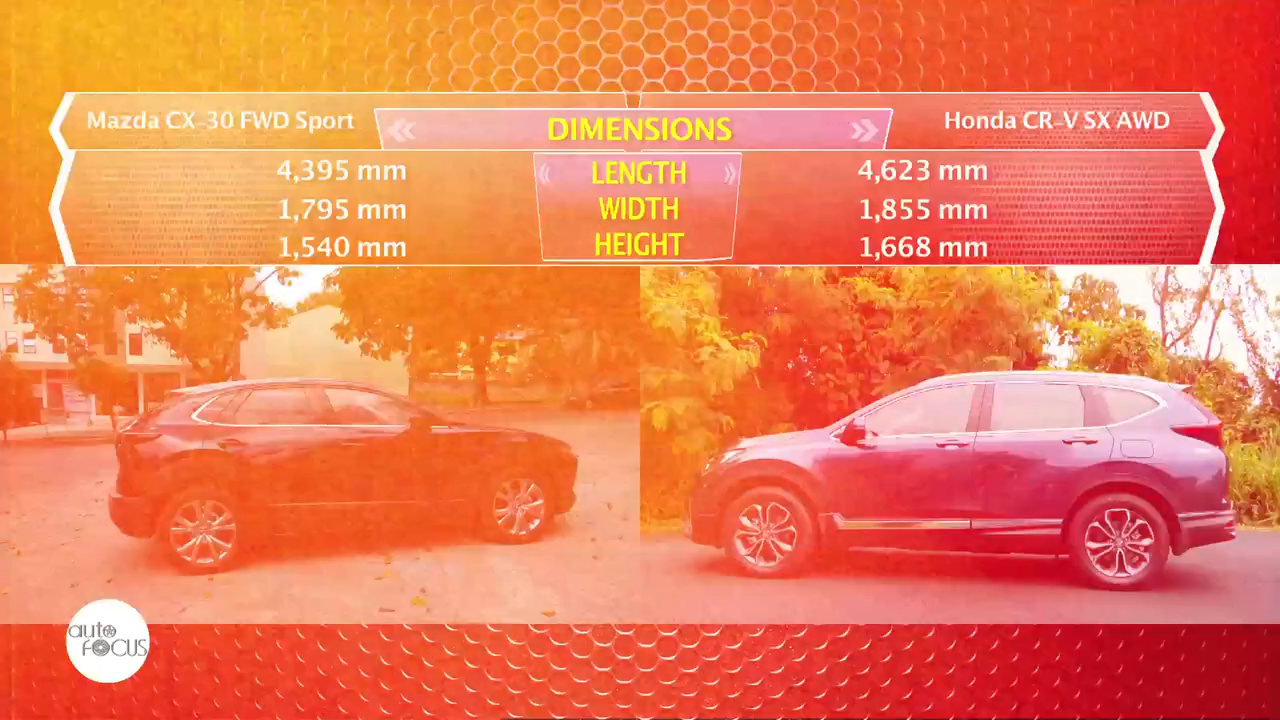 Mazda CX-30 FWD Sport
DIMENSIONS
Honda CR-V SX AWD
4,395 mm LENGTH 4,623 mm
1,795 mm WIDTH 1,855 mm
1,540 mm HEIGHT 1,668 mm
auto
FOCUS